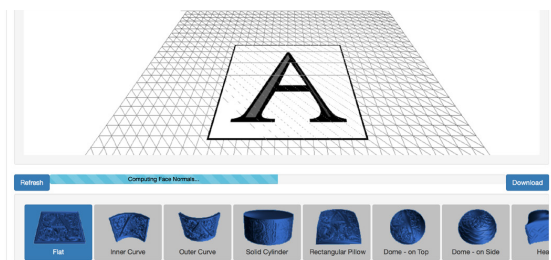 A
Refresh
Computing Face Normals...
Download
Flat
Inner Curve
Outer Curve
Solid Cylinder
Rectangular Pillow
Dome - on Top
Dome - on Side
Hea